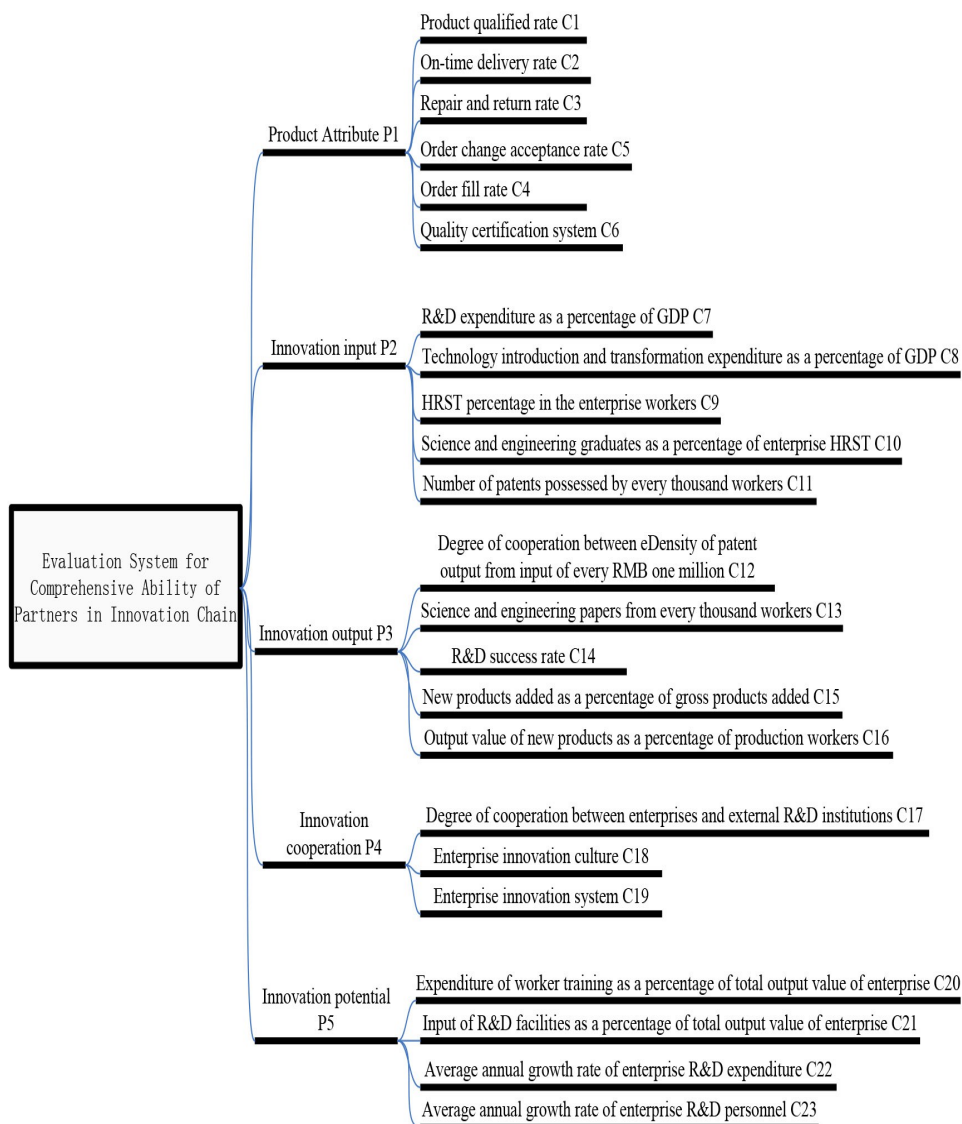 Product qualified rate C1
On-time delivery rate C2
Repair and return rate C3
Product Attribute P1
Order change acceptance rate C5
Order fill rate C4
Quality certification system C6
R&D expenditure as a percentage of GDP C7
Innovation input P2
Technology introduction and transformation expenditure as a percentage of GDP C8
HRST percentage in the enterprise workers C9
Science and engineering graduates as a percentage of enterprise HRST C10
Number of patents possessed by every thousand workers C11
Evaluation System for
Comprehensive Ability of
Partners in Innovation Chain
Degree of cooperation between eDensity of patent
output from input of every RMB one million C12
Science and engineering papers from every thousand workers C13
Innovation output P3
R&D success rate C14
New products added as a percentage of gross products added C15
Output value of new products as a percentage of production workers C16
Innovation
cooperation P4
Degree of cooperation between enterprises and external R&D institutions C17
Enterprise innovation culture C18
Enterprise innovation system C19
Innovation potential
P5
Expenditure of worker training as a percentage of total output value of enterprise C20
Input of R&D facilities as a percentage of total output value of enterprise C21
Average annual growth rate of enterprise R&D expenditure C22
Average annual growth rate of enterprise R&D personnel C23